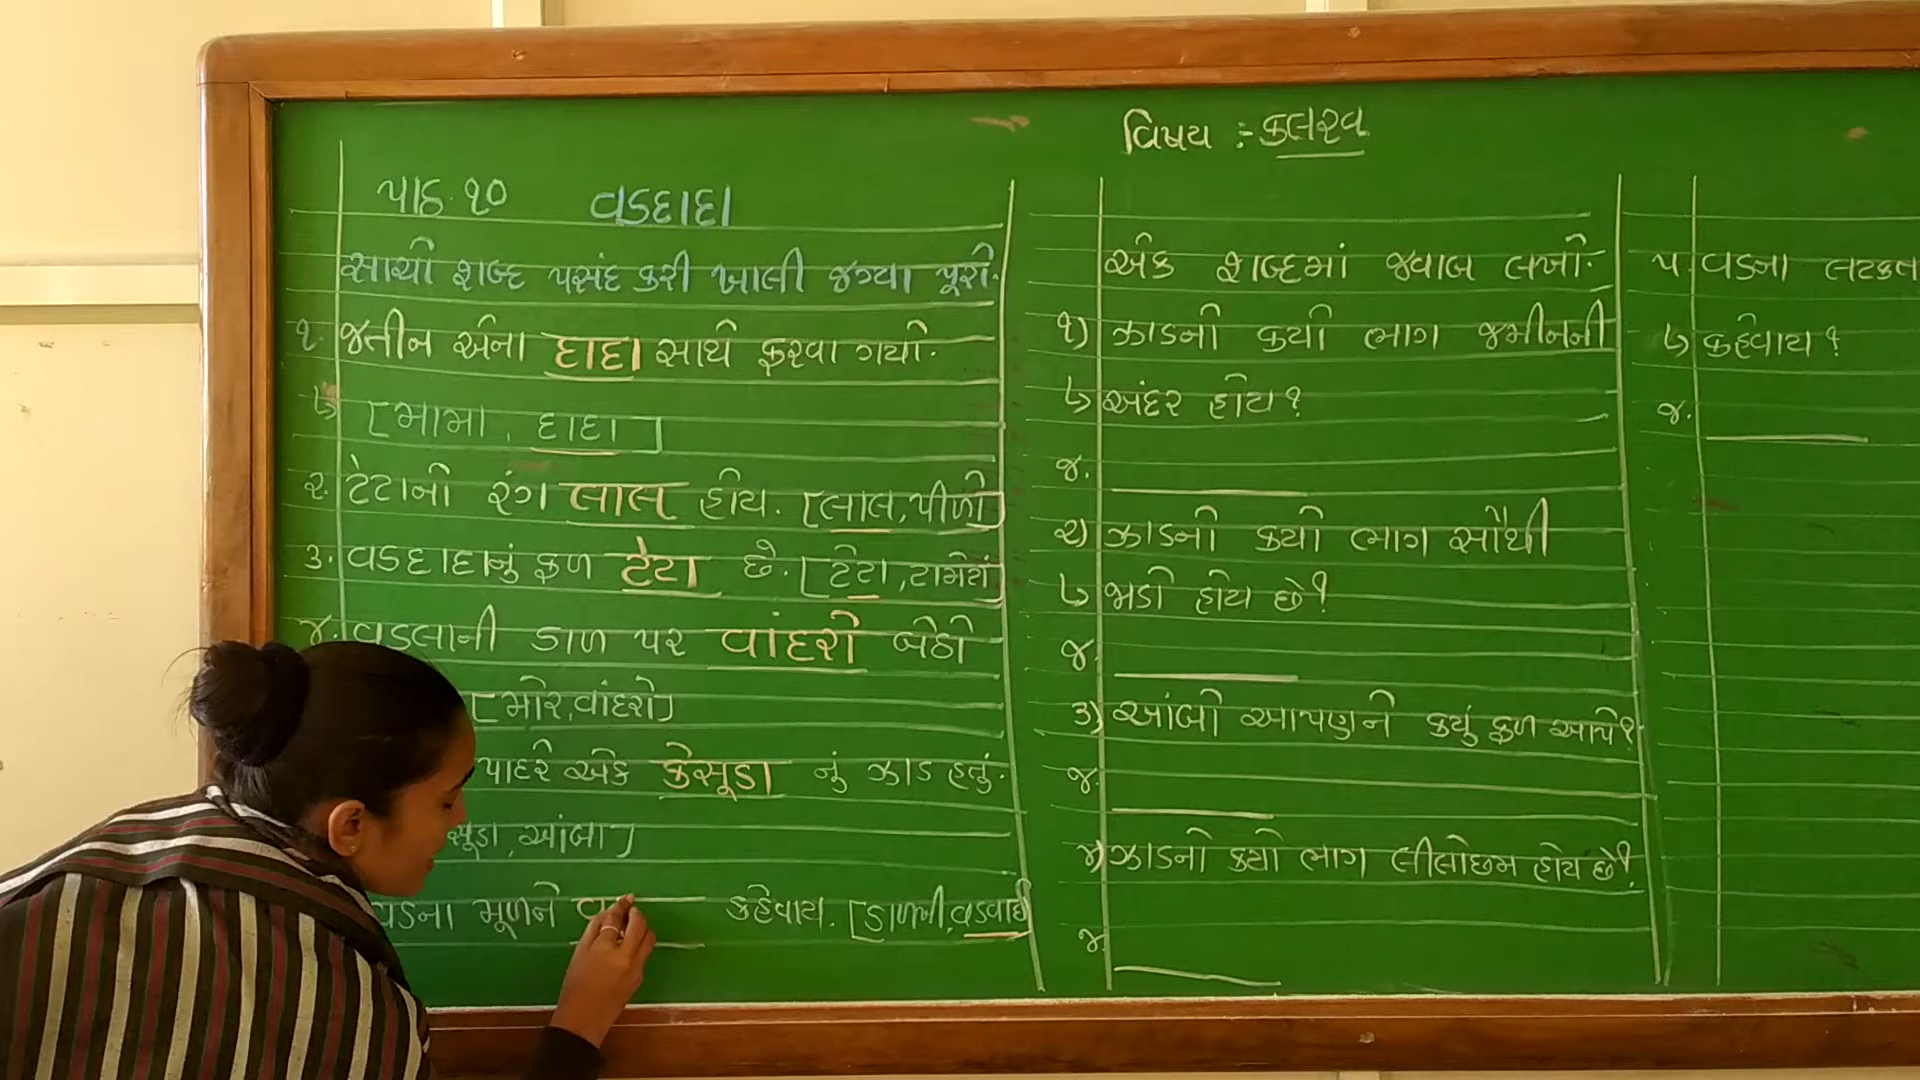 વિષય :- કલરવ
પાઠ.૧૦ વડદાદા
સાચો શબ્દ પસંદ કરી ખાલી જગ્યા પૂરો.
૧. જતીન એના દાદા સાથે ફરવા ગયો.
↳ [મામા, દાદા]
૨. ટેટાનો રંગ લાલ હોય. [લાલ, પીળો]
૩. વડદાદાનું ફળ ટેટા છે. [ટેટા, ટામેટાં]
૪. વડલાની ડાળ પર વાંદરો બેઠો
[મોર, વાંદરો]
પાદરે એક કેસૂડા નું ઝાડ હતું.
સૂડા, આંબા]
વડના મૂળને વડ કહેવાય. [ડાળખી, વડવાઈ
એક શબ્દમાં જવાબ લખો.
૧) ઝાડનો કયો ભાગ જમીનની
↳ અંદર હોય?
જ.
૨) ઝાડનો કયો ભાગ સૌથી
↳ જાડો હોય છે?
જ.
૩) આંબો આપણને કયું ફળ આપે?
જ.
૪) ઝાડનો કયો ભાગ લીલોછમ હોય છે?
જ.
૫. વડના લટકત
↳ કહેવાય?
જ.